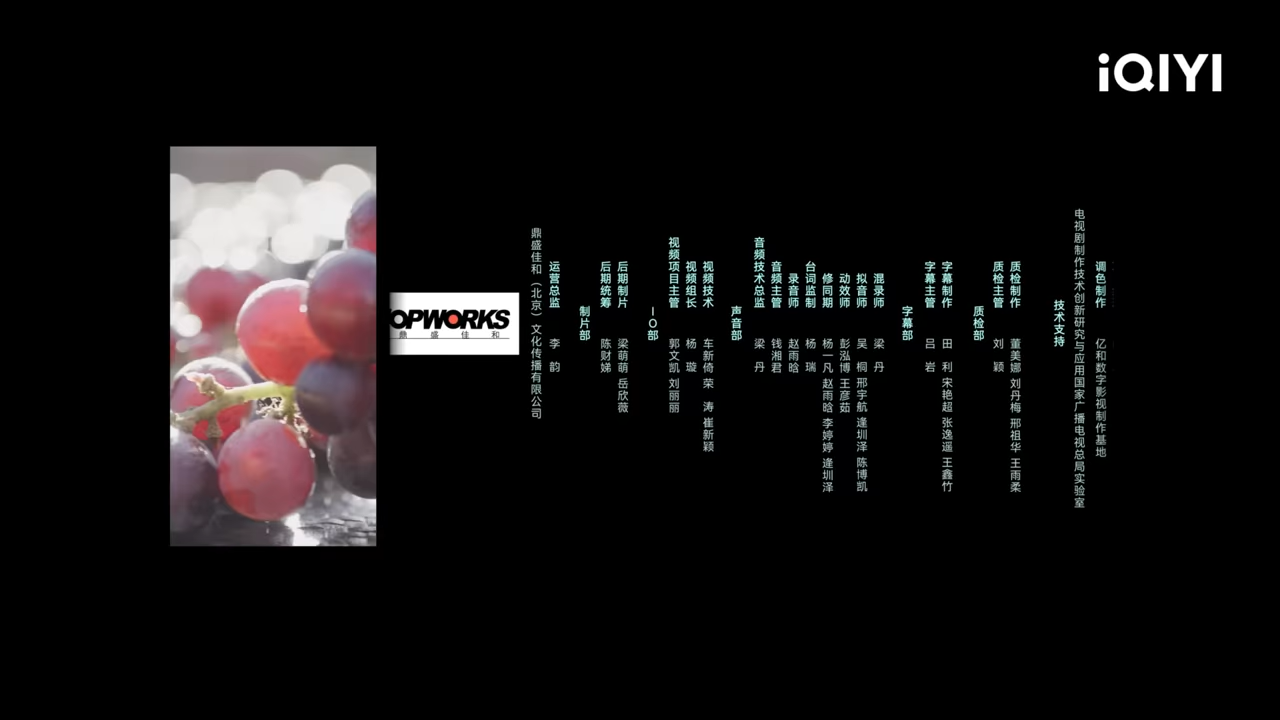 iQIYI
OPWORKS
鼎盛佳和
鼎盛佳和（北京）文化传播有限公司
运营总监 李韵
制片部
后期统筹 陈财娣
后期制片 梁萌萌 岳欣薇
IO部
视频项目主管 郭文凯 刘丽丽
视频组长 杨璇
视频技术 车新倚 荣涛 崔新颖
声音部
音频技术总监 梁丹
音频主管 钱湘君
录音师 赵雨晗
台词监制 杨瑞
修同期 杨一凡 赵雨晗 李婷婷 逄圳泽
动效师 彭泓博 王彦茹
拟音师 吴桐 邢宇航 逄圳泽 陈博凯
混录师 梁丹
字幕部
字幕主管 吕岩
字幕制作 田利 宋艳超 张逸遥 王鑫竹
质检部
质检主管 刘颖
质检制作 董美娜 刘丹梅 邢祖华 王雨柔
技术支持
电视剧制作技术创新研究与应用国家广播电视总局实验室
调色制作 亿和数字影视制作基地